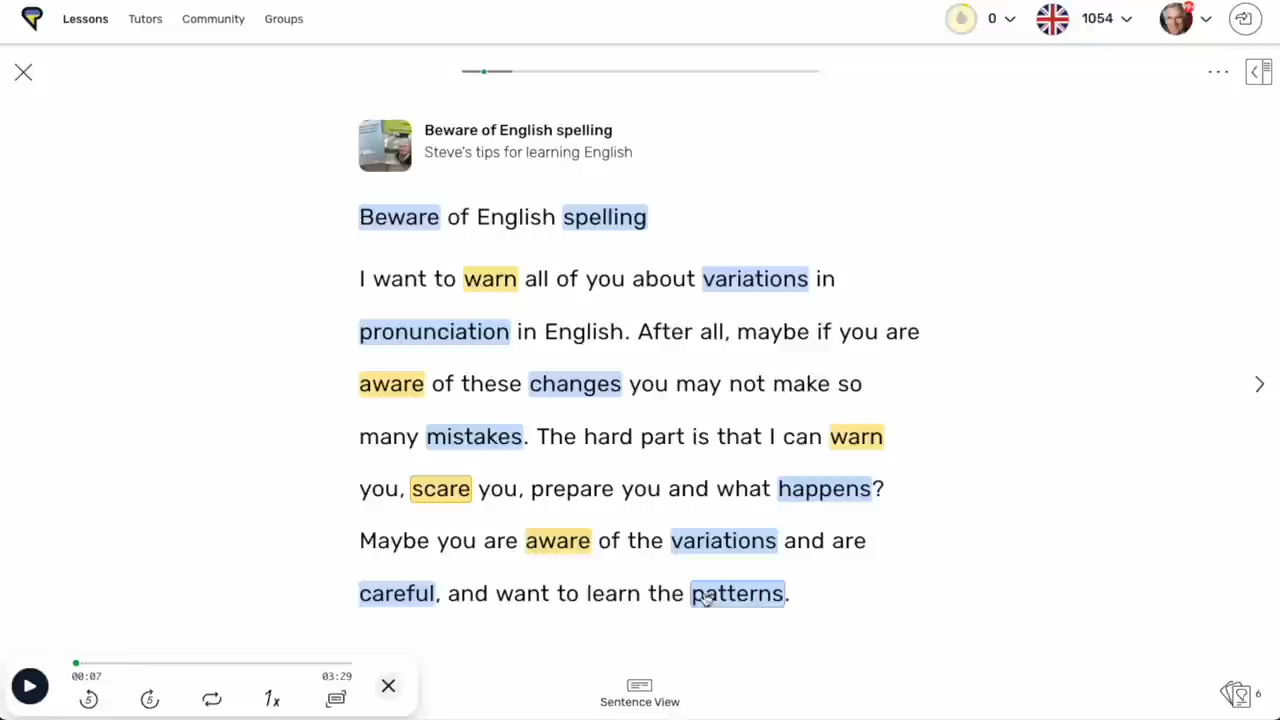 Lessons Tutors Community Groups 0 1054
Beware of English spelling
Steve's tips for learning English
Beware of English spelling
I want to warn all of you about variations in
pronunciation in English. After all, maybe if you are
aware of these changes you may not make so
many mistakes. The hard part is that I can warn
you, scare you, prepare you and what happens?
Maybe you are aware of the variations and are
careful, and want to learn the patterns.
00:07 03:29
5 5 1x
Sentence View
6